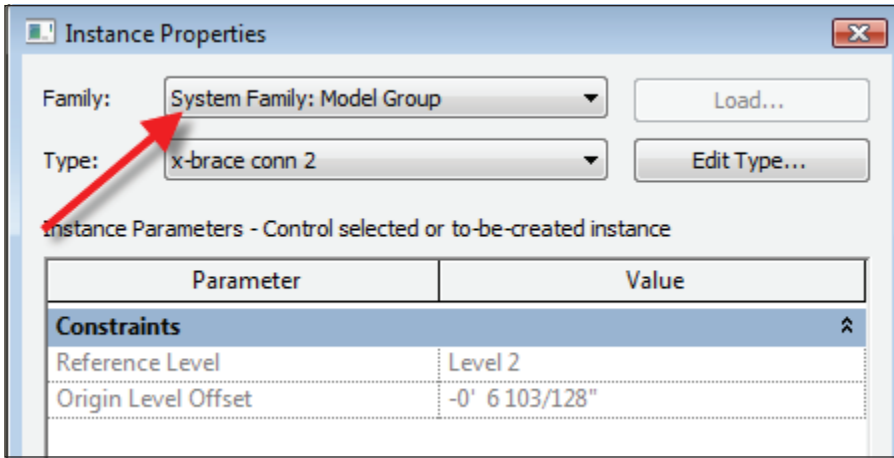 Instance Properties
Family: System Family: Model Group Load...
Type: x-brace conn 2 Edit Type...
Instance Parameters - Control selected or to-be-created instance
Parameter Value
Constraints
Reference Level Level 2
Origin Level Offset -0' 6 103/128"